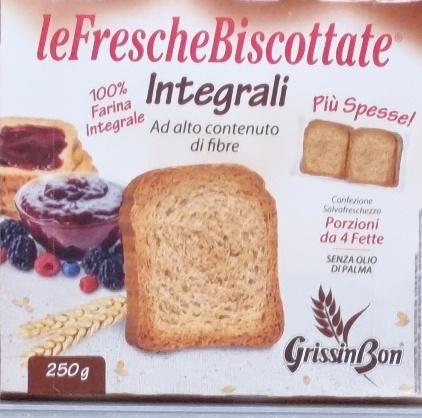 leFrescheBiscottate®
Integrali
100%
Farina
Integrale
Ad alto contenuto
di fibre
Più Spesse!
Confezione
Salvafreschezza
Porzioni
da 4 Fette
SENZA OLIO
DI PALMA
GrissinBon
250g